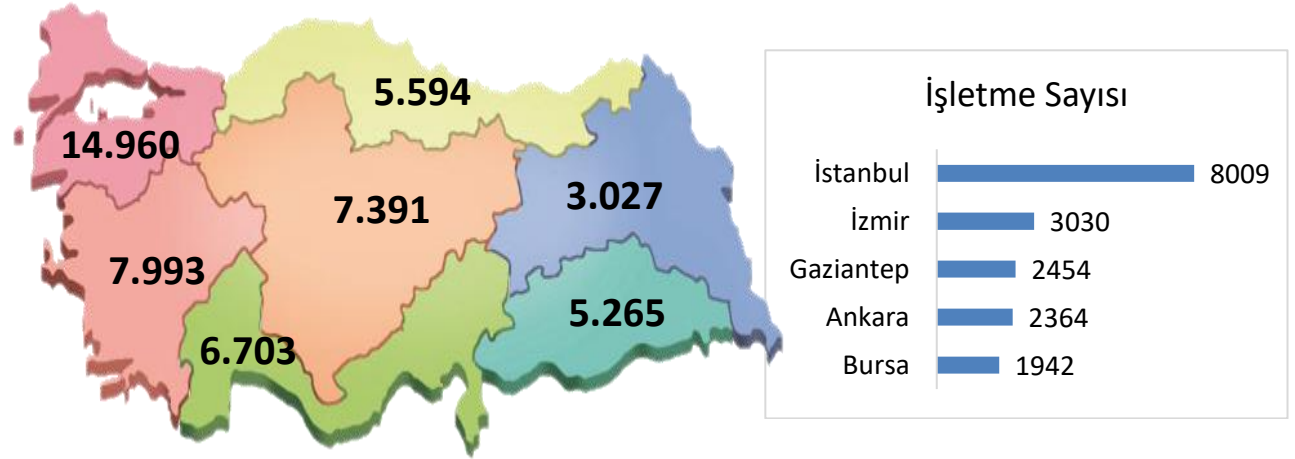 5.594
14.960
7.391
3.027
7.993
5.265
6.703
İşletme Sayısı
İstanbul 8009
İzmir 3030
Gaziantep 2454
Ankara 2364
Bursa 1942